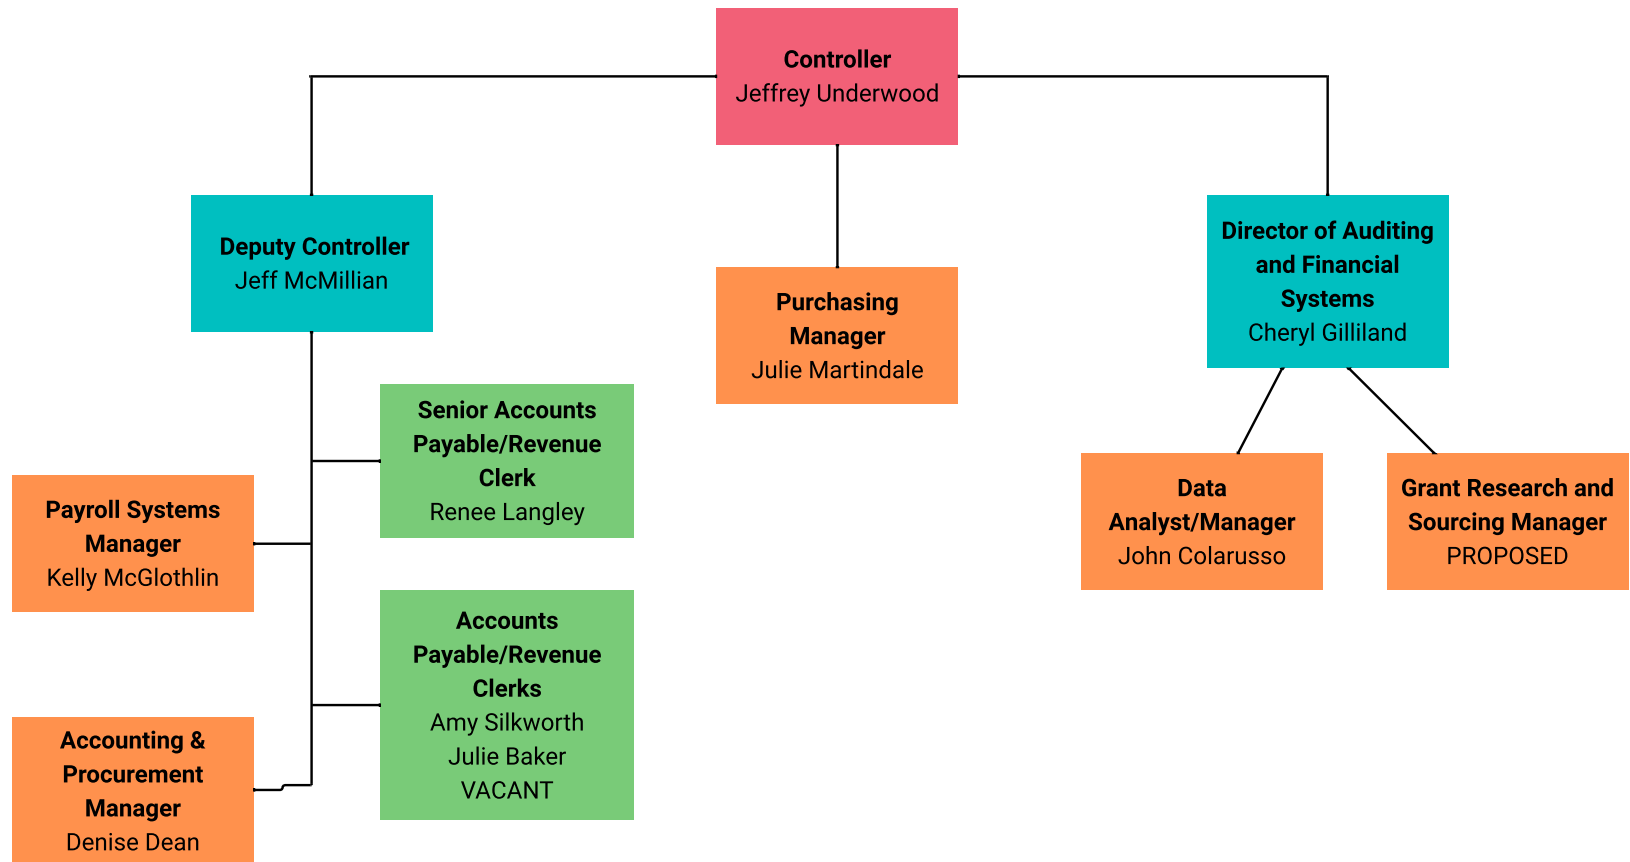 Controller
Jeffrey Underwood
Deputy Controller
Jeff McMillian
Purchasing
Manager
Julie Martindale
Director of Auditing
and Financial
Systems
Cheryl Gilliland
Senior Accounts
Payable/Revenue
Clerk
Renee Langley
Payroll Systems
Manager
Kelly McGlothlin
Accounts
Payable/Revenue
Clerks
Amy Silkworth
Julie Baker
VACANT
Accounting &
Procurement
Manager
Denise Dean
Data
Analyst/Manager
John Colarusso
Grant Research and
Sourcing Manager
PROPOSED